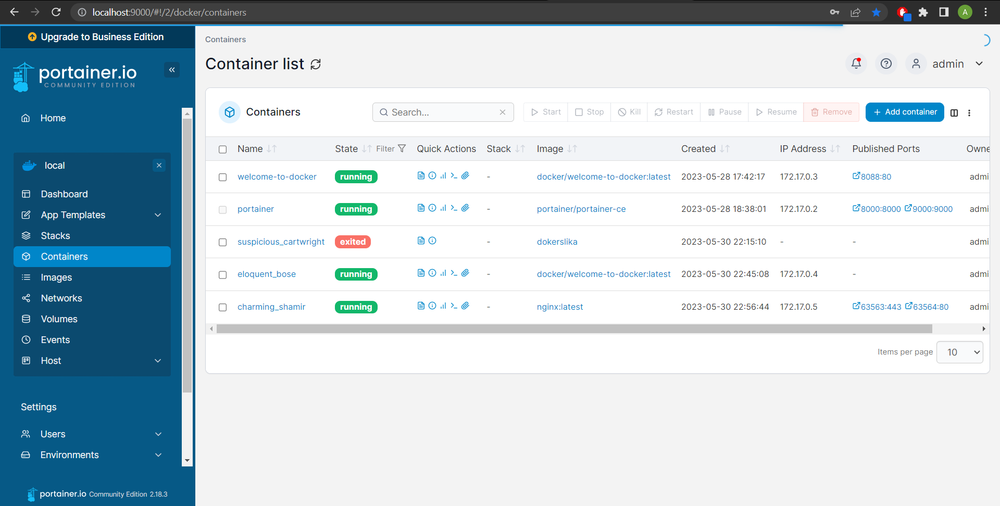 localhost:9000/#!/2/docker/containers
A
Upgrade to Business Edition
portainer.io
COMMUNITY EDITION
Home
local
Dashboard
App Templates
Stacks
Containers
Images
Networks
Volumes
Events
Host
Settings
Users
Environments
portainer.io Community Edition 2.18.3
Containers
Container list
admin
Containers
Search...
Start Stop Kill Restart Pause Resume Remove
Add container
Name State Filter Quick Actions Stack Image Created IP Address Published Ports Owne
welcome-to-docker running - docker/welcome-to-docker:latest 2023-05-28 17:42:17 172.17.0.3 8088:80 admi
portainer running - portainer/portainer-ce 2023-05-28 18:38:01 172.17.0.2 8000:8000 9000:9000 admi
suspicious_cartwright exited - dokerslika 2023-05-30 22:15:10 - - admi
eloquent_bose running - docker/welcome-to-docker:latest 2023-05-30 22:45:08 172.17.0.4 - admi
charming_shamir running - nginx:latest 2023-05-30 22:56:44 172.17.0.5 63563:443 63564:80 admi
Items per page 10